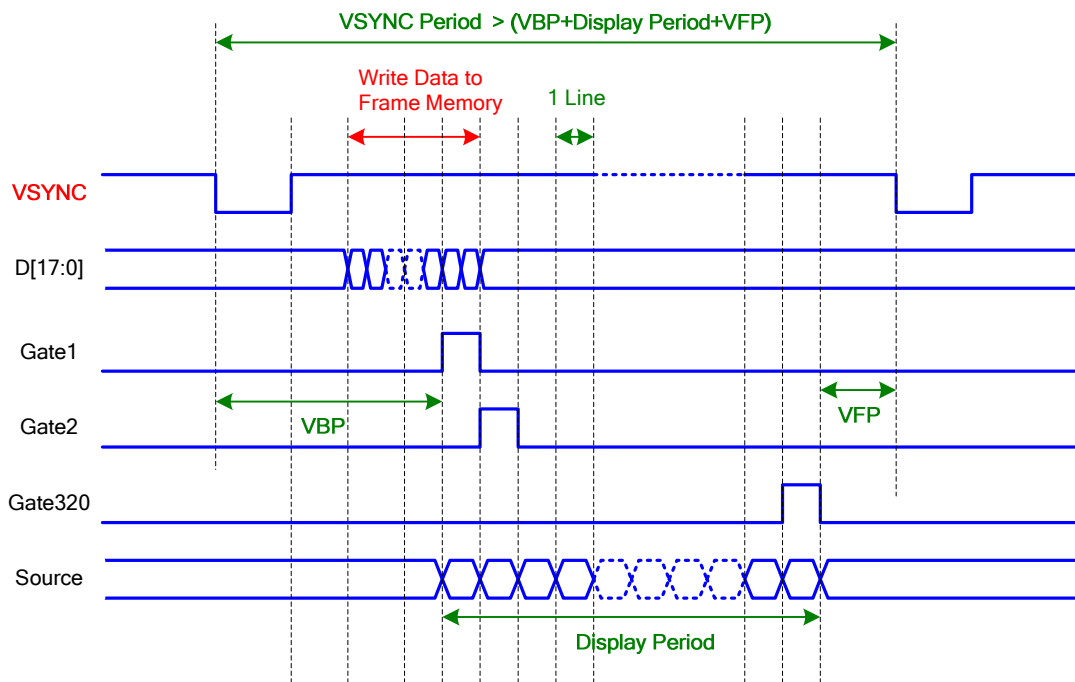 VSYNC Period > (VBP+Display Period+VFP)
Write Data to
Frame Memory
1 Line
VSYNC
D[17:0]
Gate1
VBP
VFP
Gate2
Gate320
Source
Display Period